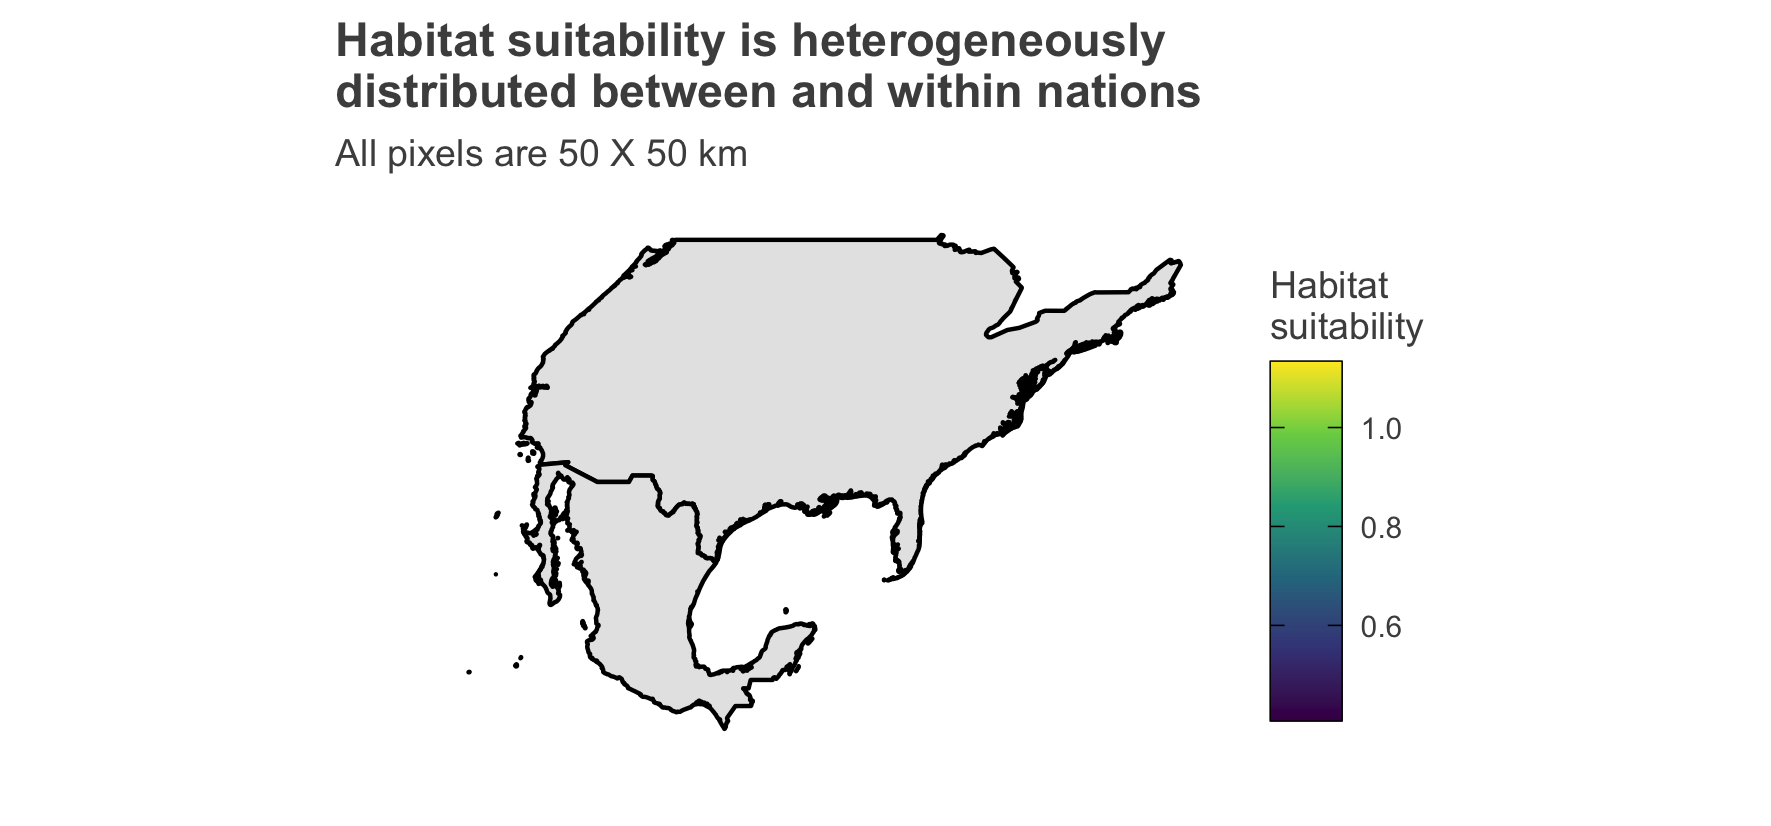 Habitat suitability is heterogeneously
distributed between and within nations
All pixels are 50 X 50 km
Habitat
suitability
1.0
0.8
0.6